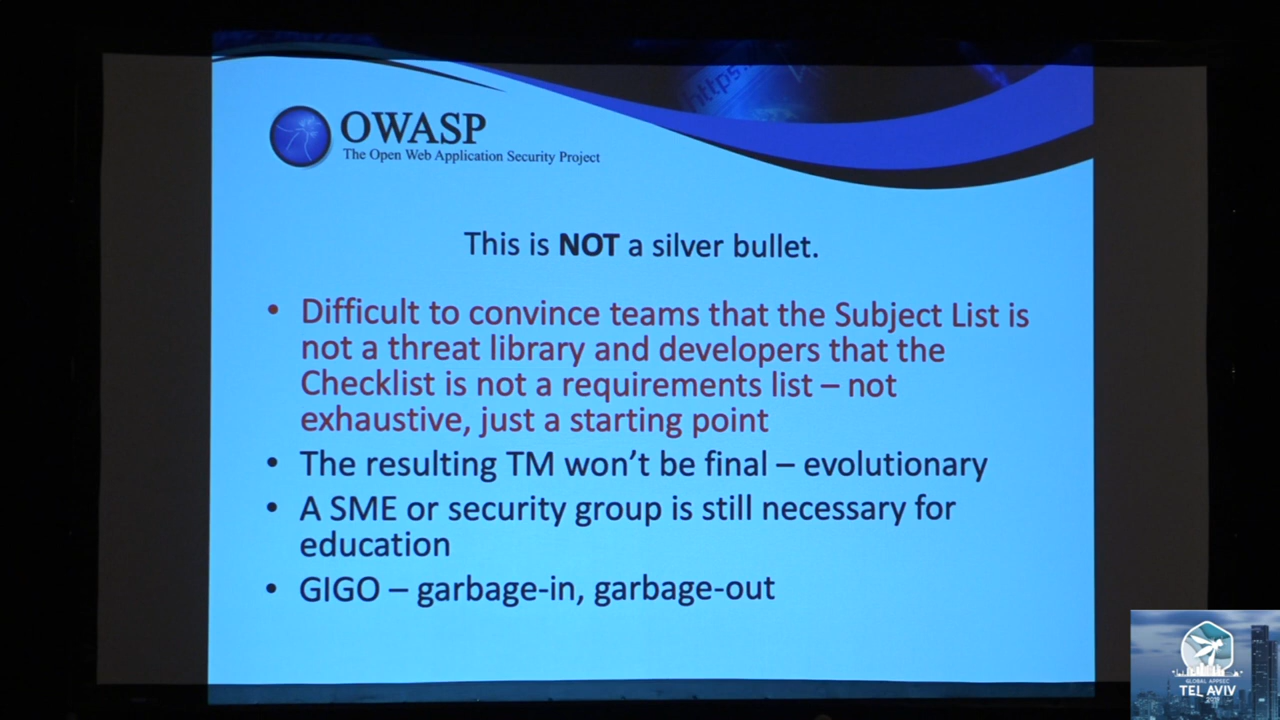 https:
OWASP
The Open Web Application Security Project
This is NOT a silver bullet.
• Difficult to convince teams that the Subject List is
not a threat library and developers that the
Checklist is not a requirements list – not
exhaustive, just a starting point
• The resulting TM won’t be final – evolutionary
• A SME or security group is still necessary for
education
• GIGO – garbage-in, garbage-out
GLOBAL APPSEC
TEL AVIV